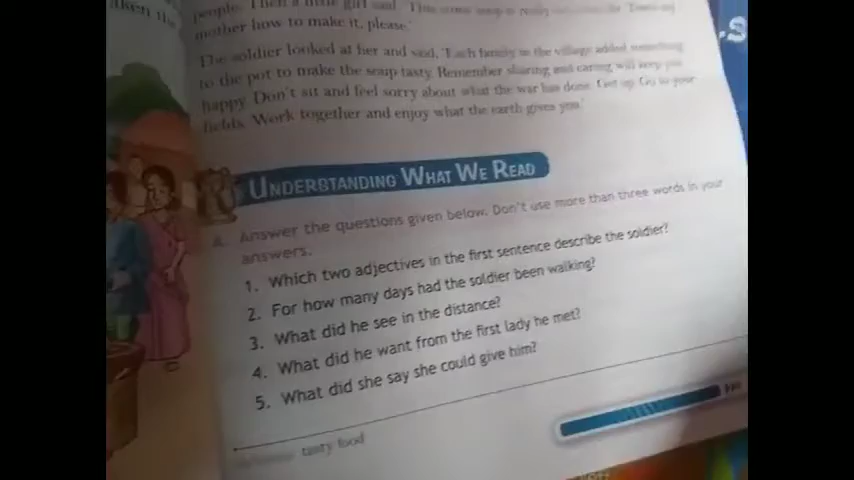 aken the
people. Then a little girl said,
mother how to make it, please.'
The soldier looked at her and said, 'Each family in the village added something
to the pot to make the soup tasty. Remember sharing and caring will keep you
happy. Don't sit and feel sorry about what the war has done. Get up. Go to your
fields. Work together and enjoy what the earth gives you.'
UNDERSTANDING WHAT WE READ
A. Answer the questions given below. Don't use more than three words in your
answers.
1. Which two adjectives in the first sentence describe the soldier?
2. For how many days had the soldier been walking?
3. What did he see in the distance?
4. What did he want from the first lady he met?
5. What did she say she could give him?
tasty food